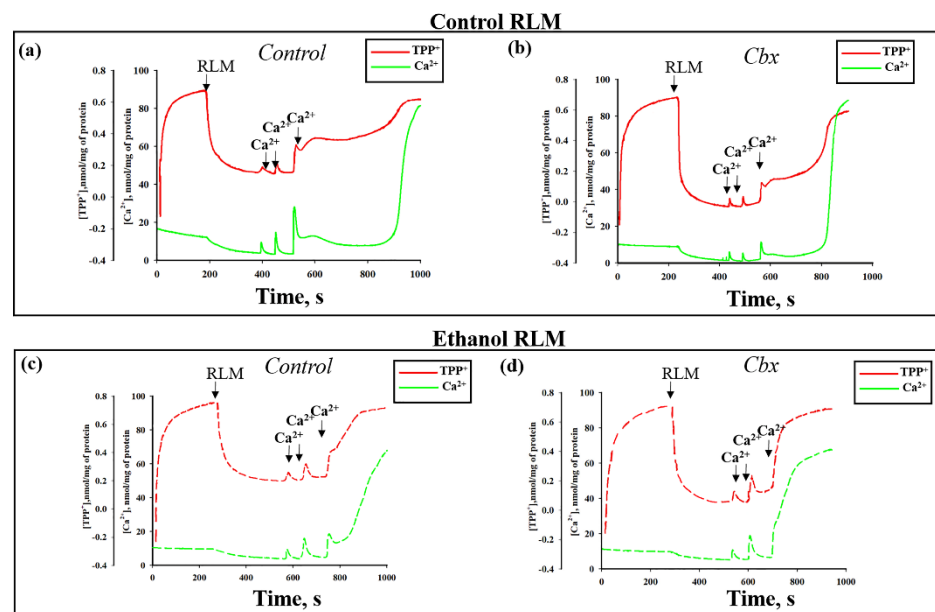 Control RLM
(a)
Control
TPP⁺
Ca²⁺
RLM
Ca²⁺
Ca²⁺
Ca²⁺
[TPP⁺],nmol/mg of protein
[Ca²⁺], nmol/mg of protein
0.8
0.6
0.4
0.2
0.0
-0.2
-0.4
100
80
60
40
20
0
0 200 400 600 800 1000
Time, s
(b)
Cbx
TPP⁺
Ca²⁺
RLM
Ca²⁺
Ca²⁺
Ca²⁺
[TPP⁺],nmol/mg of protein
[Ca²⁺], nmol/mg of protein
0.8
0.6
0.4
0.2
0.0
-0.2
-0.4
100
80
60
40
20
0
0 200 400 600 800 1000
Time, s
Ethanol RLM
(c)
Control
TPP⁺
Ca²⁺
RLM
Ca²⁺
Ca²⁺
Ca²⁺
[TPP⁺],nmol/mg of protein
[Ca²⁺], nmol/mg of protein
0.8
0.6
0.4
0.2
0.0
-0.2
-0.4
100
80
60
40
20
0
0 200 400 600 800 1000
Time, s
(d)
Cbx
TPP⁺
Ca²⁺
RLM
Ca²⁺
Ca²⁺
Ca²⁺
[TPP⁺],nmol/mg of protein
[Ca²⁺], nmol/mg of protein
0.8
0.6
0.4
0.2
0.0
-0.2
-0.4
100
80
60
40
20
0
0 200 400 600 800 1000
Time, s